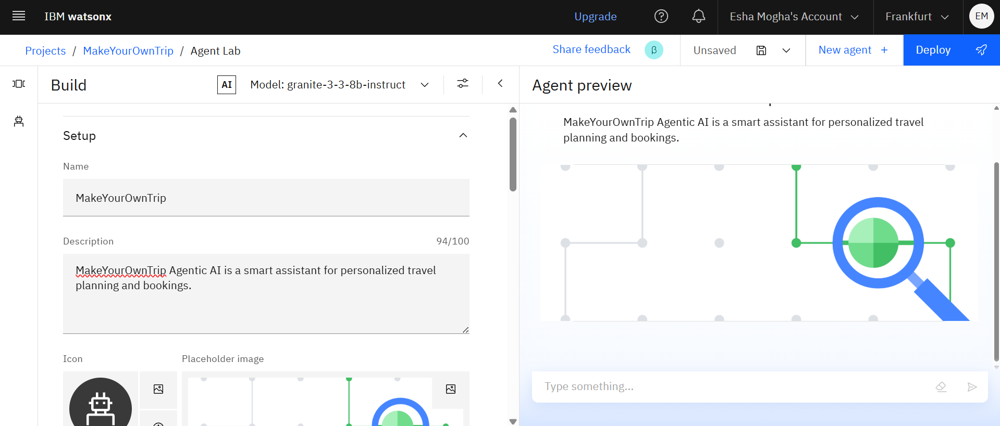 IBM watsonx
Upgrade
Esha Mogha's Account
Frankfurt
EM
Projects / MakeYourOwnTrip / Agent Lab
Share feedback
β
Unsaved
New agent +
Deploy
Build
AI
Model: granite-3-3-8b-instruct
Agent preview
Setup
Name
MakeYourOwnTrip
Description
94/100
MakeYourOwnTrip Agentic AI is a smart assistant for personalized travel
planning and bookings.
Icon
Placeholder image
MakeYourOwnTrip Agentic AI is a smart assistant for personalized travel
planning and bookings.
Type something...